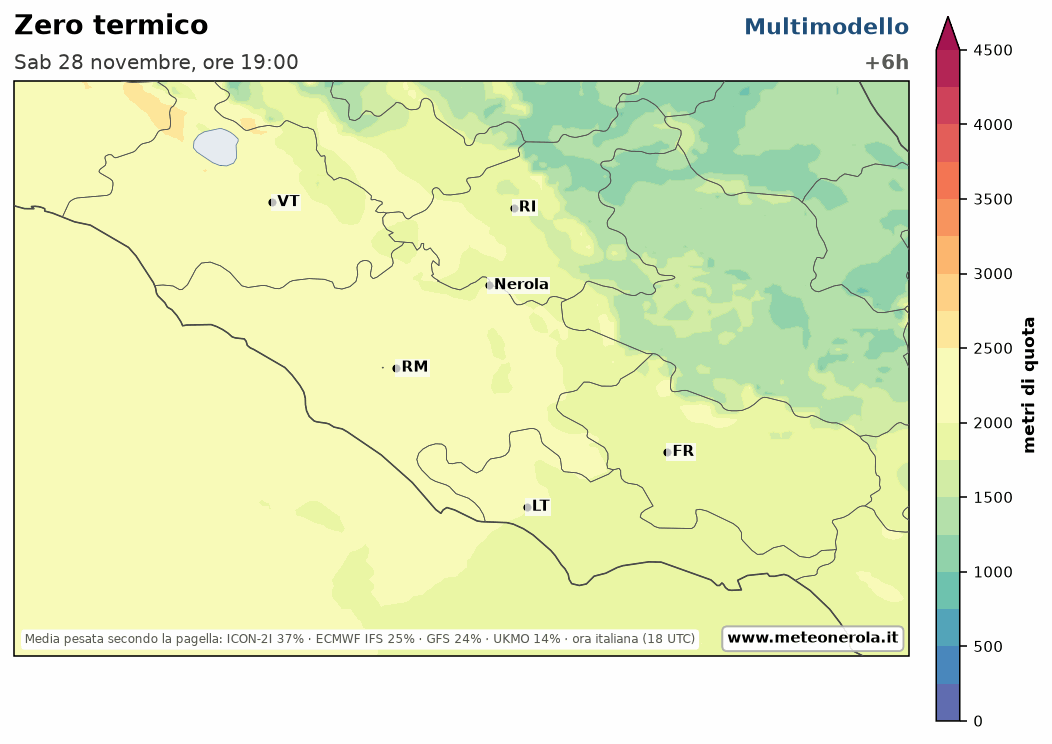 Zero termico
Multimodello
Sab 28 novembre, ore 19:00
+6h
4500
4000
3500
3000
2500
2000
1500
1000
500
0
metri di quota
VT
RI
Nerola
RM
FR
LT
Media pesata secondo la pagella: ICON-2I 37% · ECMWF IFS 25% · GFS 24% · UKMO 14% · ora italiana (18 UTC)
www.meteonerola.it